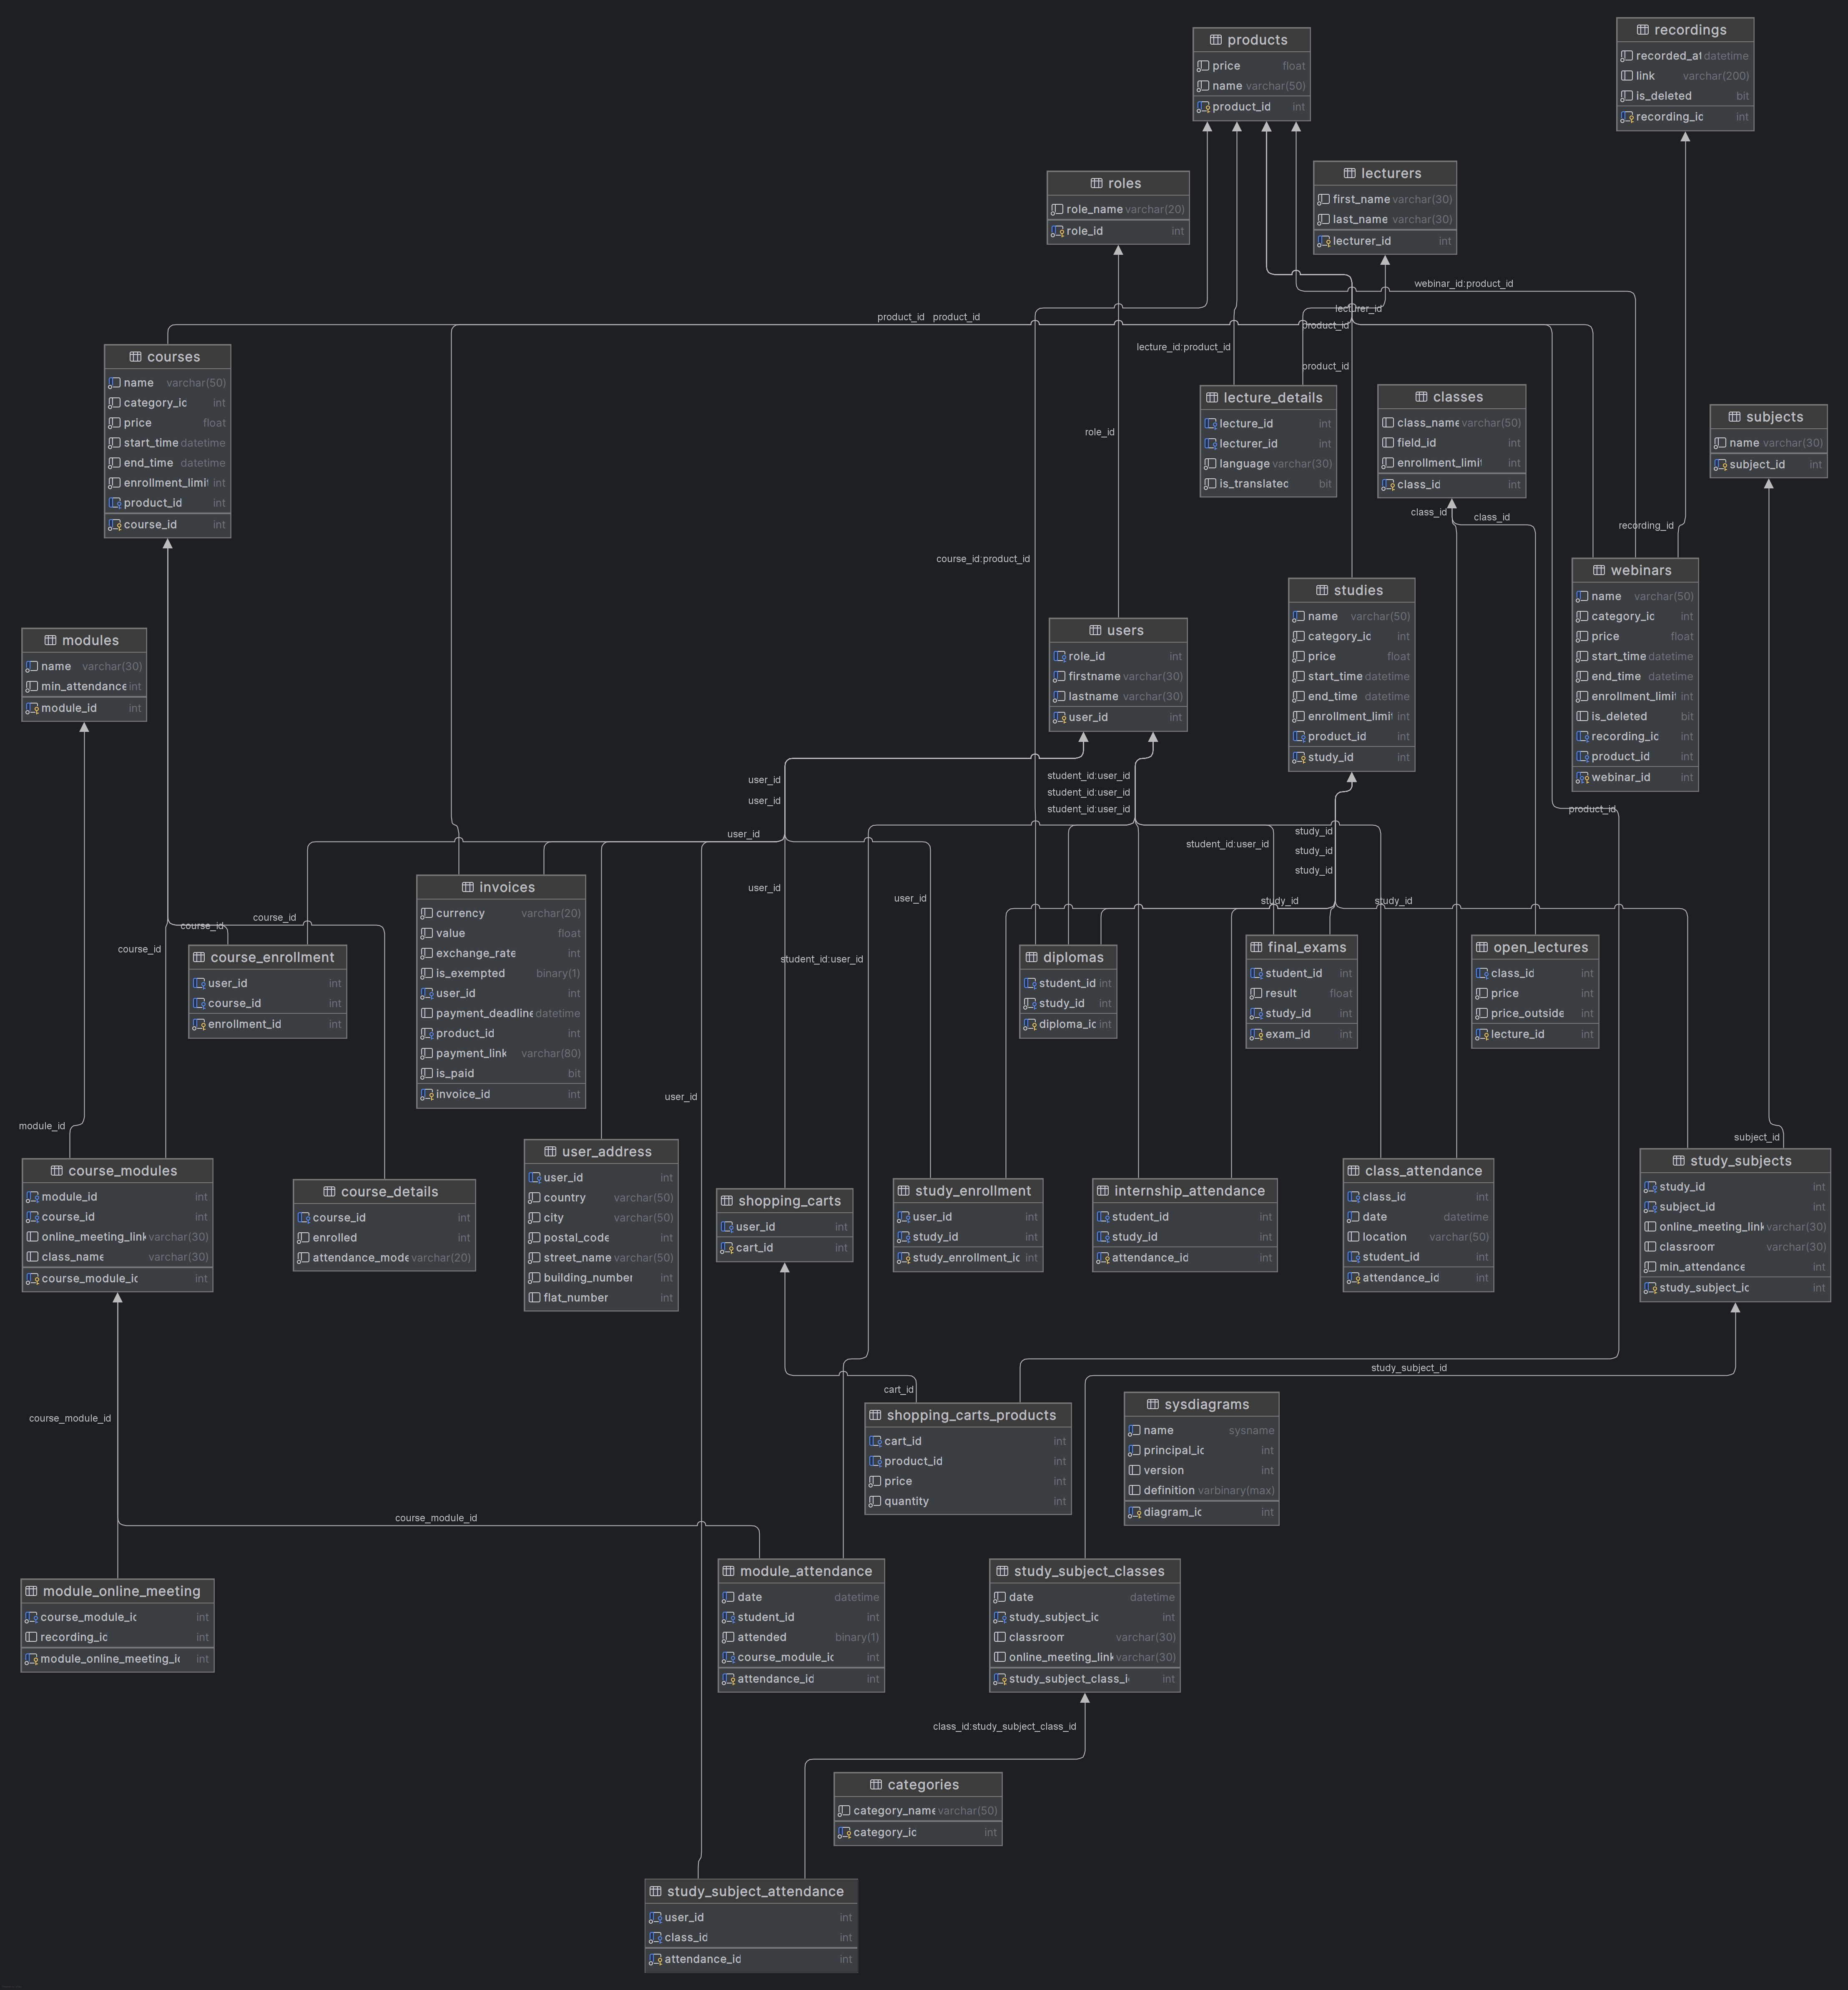 products
price float
name varchar(50)
product_id int
recordings
recorded_at datetime
link varchar(200)
is_deleted bit
recording_ic int
roles
role_name varchar(20)
role_id int
lecturers
first_name varchar(30)
last_name varchar(30)
lecturer_id int
webinar_id:product_id
lecturer_id
product_id product_id
product_id
lecture_id:product_id
product_id
courses
name varchar(50)
category_ic int
price float
start_time datetime
end_time datetime
enrollment_limit int
product_id int
course_id int
lecture_details
lecture_id int
lecturer_id int
language varchar(30)
is_translatec bit
classes
class_name varchar(50)
field_id int
enrollment_limit int
class_id int
subjects
name varchar(30)
subject_id int
role_id
class_id
class_id
recording_id
course_id:product_id
webinars
name varchar(50)
category_ic int
price float
start_time datetime
end_time datetime
enrollment_limit int
is_deleted bit
recording_ic int
product_id int
webinar_id int
studies
name varchar(50)
category_ic int
price float
start_time datetime
end_time datetime
enrollment_limit int
product_id int
study_id int
users
role_id int
firstname varchar(30)
lastname varchar(30)
user_id int
modules
name varchar(30)
min_attendance int
module_id int
user_id
user_id
student_id:user_id
student_id:user_id
student_id:user_id
product_id
user_id
study_id
student_id:user_id
study_id
study_id
user_id
user_id
study_id
study_id
invoices
currency varchar(20)
value float
exchange_rate int
is_exempted binary(1)
user_id int
payment_deadline datetime
product_id int
payment_link varchar(80)
is_paid bit
invoice_id int
course_id
course_id
course_id
student_id:user_id
course_enrollment
user_id int
course_id int
enrollment_id int
diplomas
student_id int
study_id int
diploma_ic int
final_exams
student_id int
result float
study_id int
exam_id int
open_lectures
class_id int
price int
price_outside int
lecture_id int
user_id
module_id
subject_id
course_modules
module_id int
course_id int
online_meeting_link varchar(30)
class_name varchar(30)
course_module_ic int
course_details
course_id int
enrolled int
attendance_mode varchar(20)
user_address
user_id int
country varchar(50)
city varchar(50)
postal_code int
street_name varchar(50)
building_number int
flat_number int
shopping_carts
user_id int
cart_id int
study_enrollment
user_id int
study_id int
study_enrollment_ic int
internship_attendance
student_id int
study_id int
attendance_id int
class_attendance
class_id int
date datetime
location varchar(50)
student_id int
attendance_id int
study_subjects
study_id int
subject_id int
online_meeting_link varchar(30)
classroom varchar(30)
min_attendance int
study_subject_ic int
study_subject_id
cart_id
course_module_id
shopping_carts_products
cart_id int
product_id int
price int
quantity int
sysdiagrams
name sysname
principal_ic int
version int
definition varbinary(max)
diagram_ic int
course_module_id
module_online_meeting
course_module_ic int
recording_ic int
module_online_meeting_ic int
module_attendance
date datetime
student_id int
attended binary(1)
course_module_ic int
attendance_id int
study_subject_classes
date datetime
study_subject_ic int
classroom varchar(30)
online_meeting_link varchar(30)
study_subject_class_i int
class_id:study_subject_class_id
categories
category_name varchar(50)
category_ic int
study_subject_attendance
user_id int
class_id int
attendance_id int